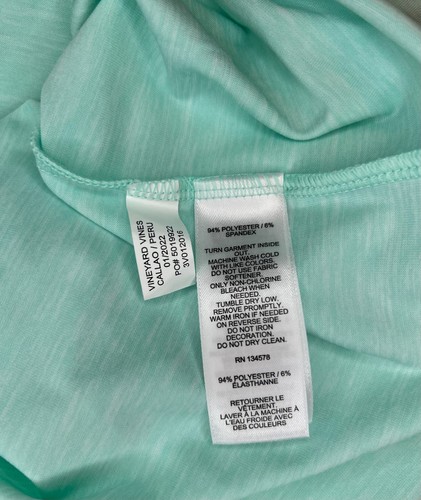 VINEYARD VINES
CALLAO / PERU
01/2022
PO# 5019922
3V012016
94% POLYESTER / 6%
SPANDEX
TURN GARMENT INSIDE
OUT.
MACHINE WASH COLD
WITH LIKE COLORS.
DO NOT USE FABRIC
SOFTENER.
ONLY NON-CHLORINE
BLEACH WHEN
NEEDED.
TUMBLE DRY LOW.
REMOVE PROMPTLY.
WARM IRON IF NEEDED
ON REVERSE SIDE.
DO NOT IRON
DECORATION.
DO NOT DRY CLEAN.
RN 134578
94% POLYESTER / 6%
ELASTHANNE
RETOURNER LE
VÊTEMENT.
LAVER À LA MACHINE À
L'EAU FROIDE AVEC
DES COULEURS